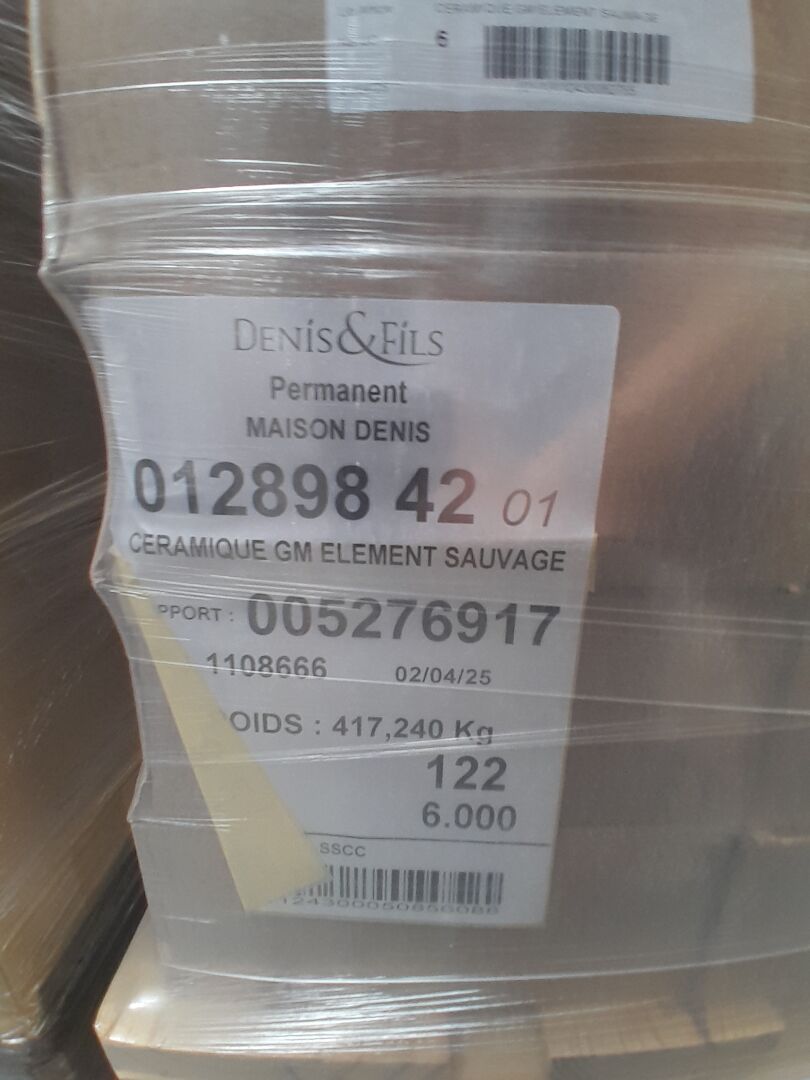 CERAMIQUE GM ELEMENT SAUVAGE
6
DENIS&FILS
Permanent
MAISON DENIS
012898 42 01
CERAMIQUE GM ELEMENT SAUVAGE
PPORT : 005276917
1108666 02/04/25
OIDS : 417,240 Kg
122
6.000
SSCC